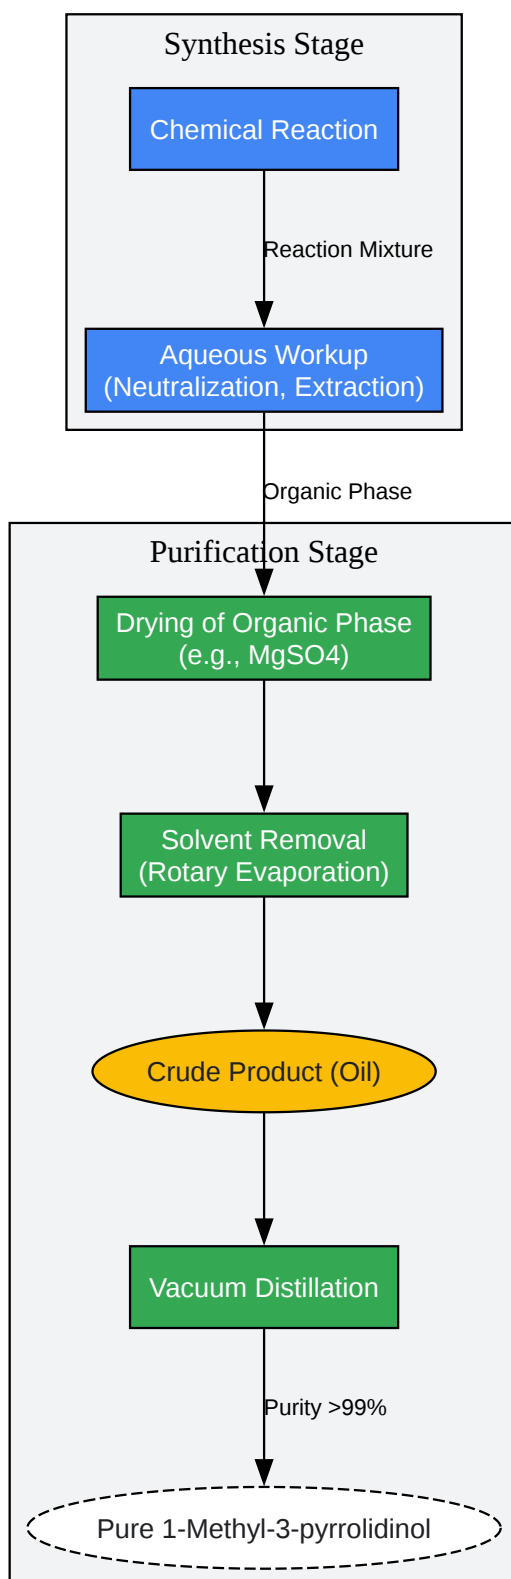 Synthesis Stage
Chemical Reaction
Reaction Mixture
Aqueous Workup
(Neutralization, Extraction)
Organic Phase
Purification Stage
Drying of Organic Phase
(e.g., MgSO4)
Solvent Removal
(Rotary Evaporation)
Crude Product (Oil)
Vacuum Distillation
Purity >99%
Pure 1-Methyl-3-pyrrolidinol